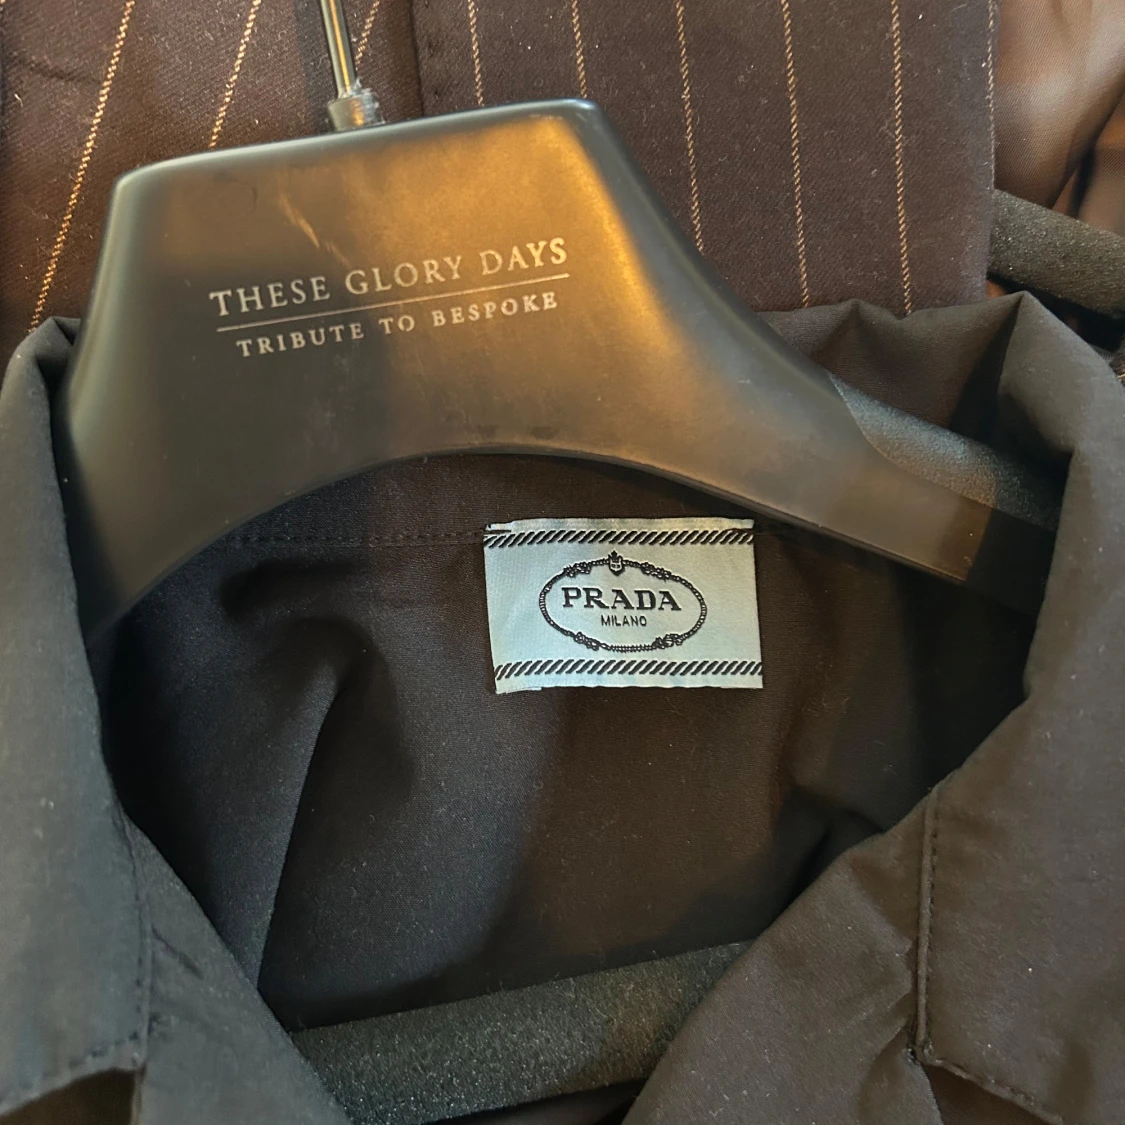 THESE GLORY DAYS
TRIBUTE TO BESPOKE
PRADA
MILANO